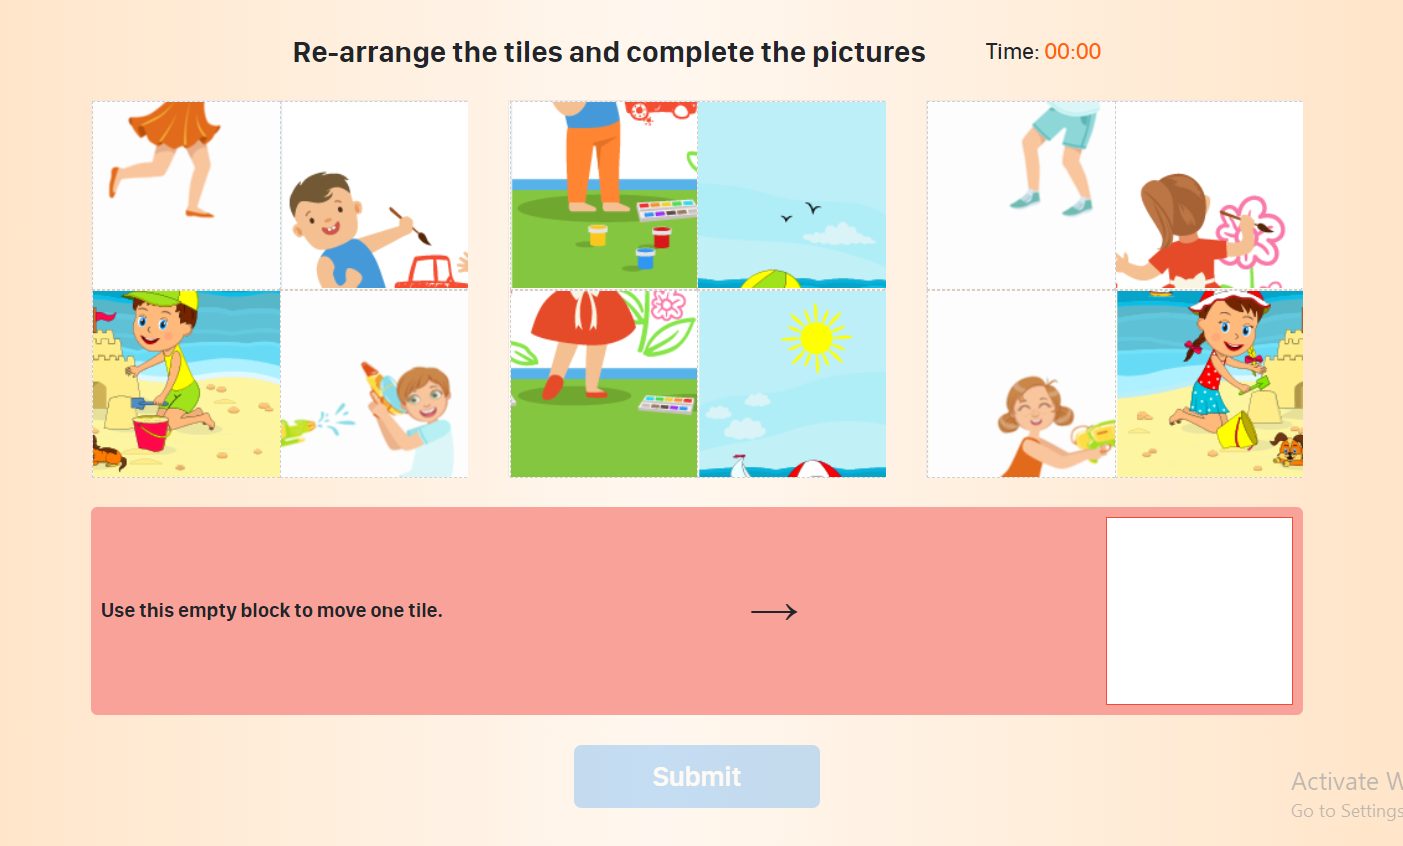 Re-arrange the tiles and complete the pictures
Time: 00:00
Use this empty block to move one tile.
Submit
Activate W
Go to Settings